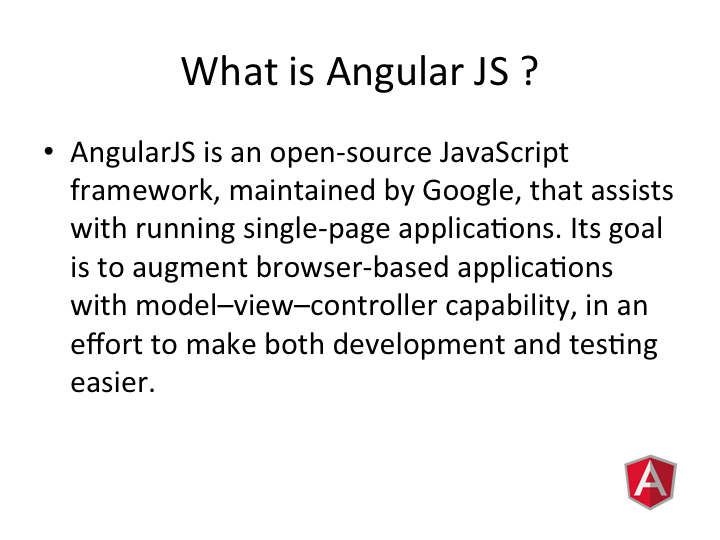 What is Angular JS ?
• AngularJS is an open-source JavaScript
framework, maintained by Google, that assists
with running single-page applications. Its goal
is to augment browser-based applications
with model–view–controller capability, in an
effort to make both development and testing
easier.
A